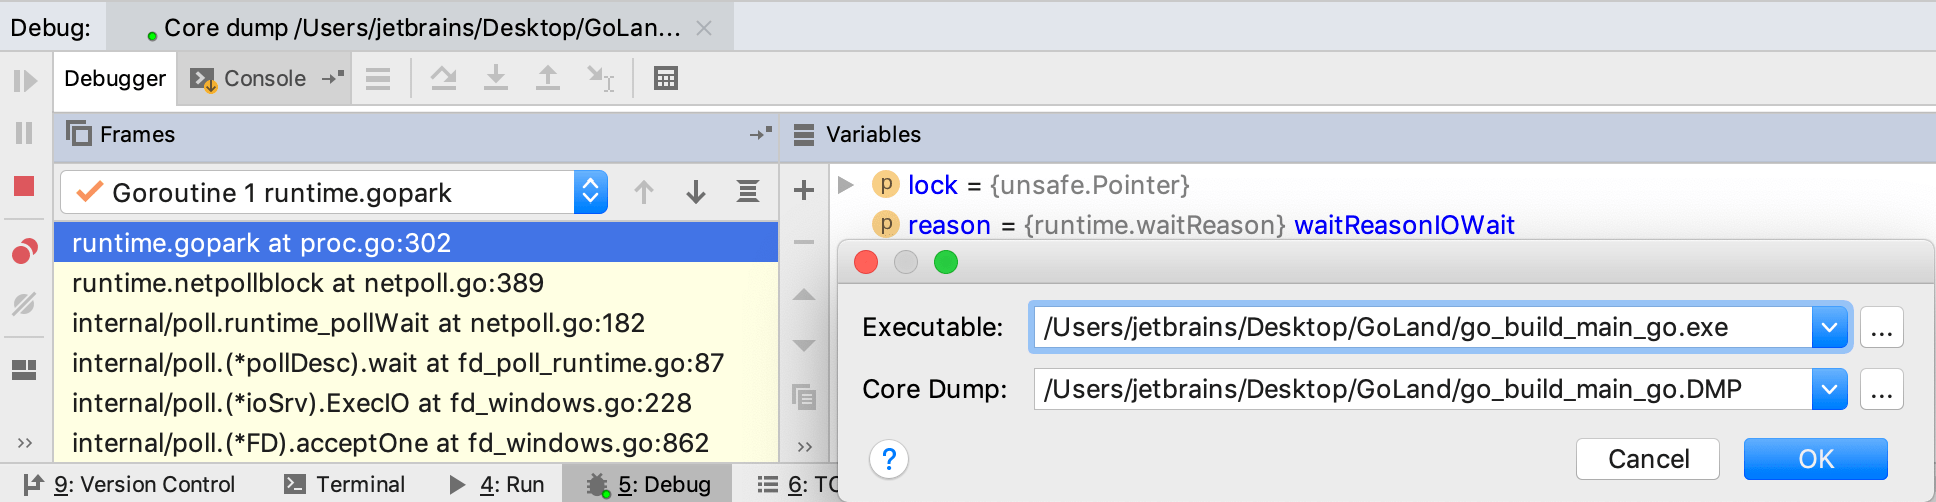 Debug: Core dump /Users/jetbrains/Desktop/GoLan...
Debugger Console
Frames
Variables
Goroutine 1 runtime.gopark
lock = {unsafe.Pointer}
reason = {runtime.waitReason} waitReasonIOWait
runtime.gopark at proc.go:302
runtime.netpollblock at netpoll.go:389
internal/poll.runtime_pollWait at netpoll.go:182
internal/poll.(*pollDesc).wait at fd_poll_runtime.go:87
internal/poll.(*ioSrv).ExecIO at fd_windows.go:228
internal/poll.(*FD).acceptOne at fd_windows.go:862
Executable: /Users/jetbrains/Desktop/GoLand/go_build_main_go.exe ...
Core Dump: /Users/jetbrains/Desktop/GoLand/go_build_main_go.DMP ...
? Cancel OK
9: Version Control Terminal 4: Run 5: Debug 6: TO